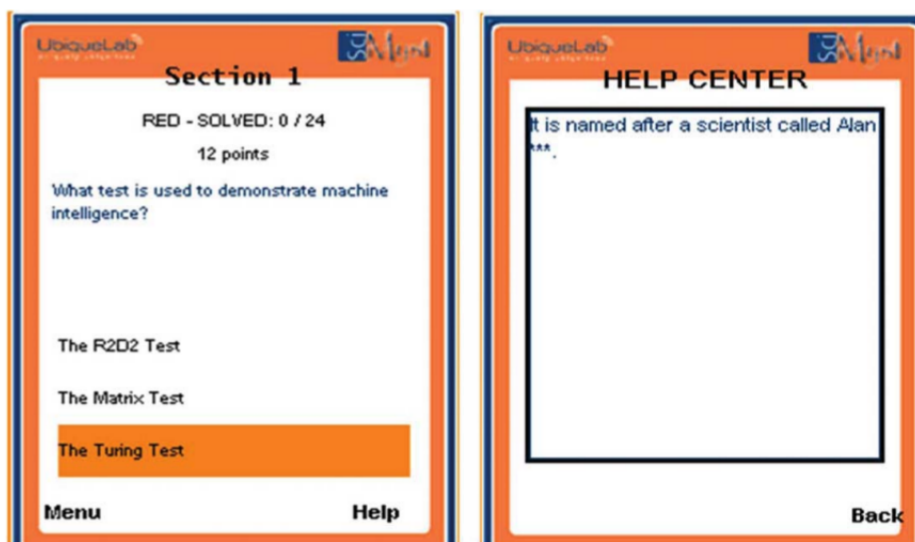 UbiqueLab
Section 1
RED - SOLVED: 0 / 24
12 points
What test is used to demonstrate machine
intelligence?
The R2D2 Test
The Matrix Test
The Turing Test
Menu Help
UbiqueLab
HELP CENTER
It is named after a scientist called Alan
***.
Back